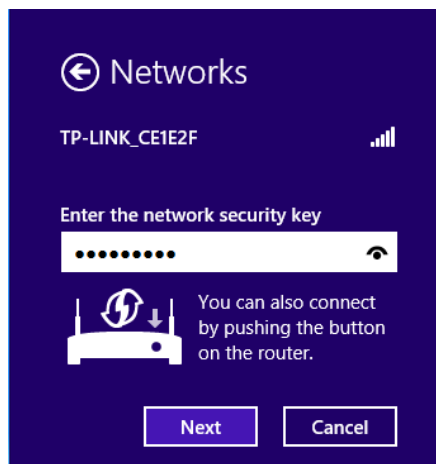 Networks
TP-LINK_CE1E2F
Enter the network security key
•••••••••
You can also connect
by pushing the button
on the router.
Next Cancel